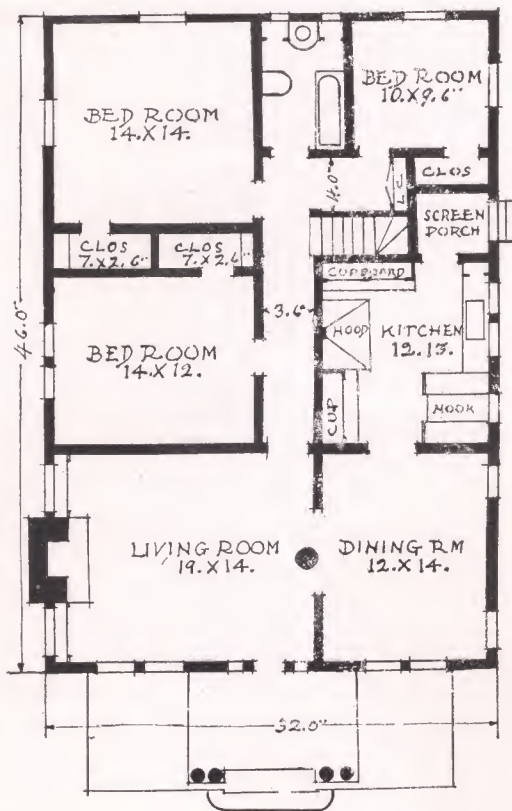 BED ROOM
14.X14.
BED ROOM
10.X9.6"
CLOS
L.C.
4.0"
SCREEN
PORCH
CLOS
7.X2.6"
CLOS
7.X2.6"
CUPBOARD
3.6"
HOOD
KITCHEN
12.13.
BED ROOM
14.X12.
CUP
NOOK
46.0"
LIVING ROOM
19.X14.
DINING RM
12.X14.
32.0"